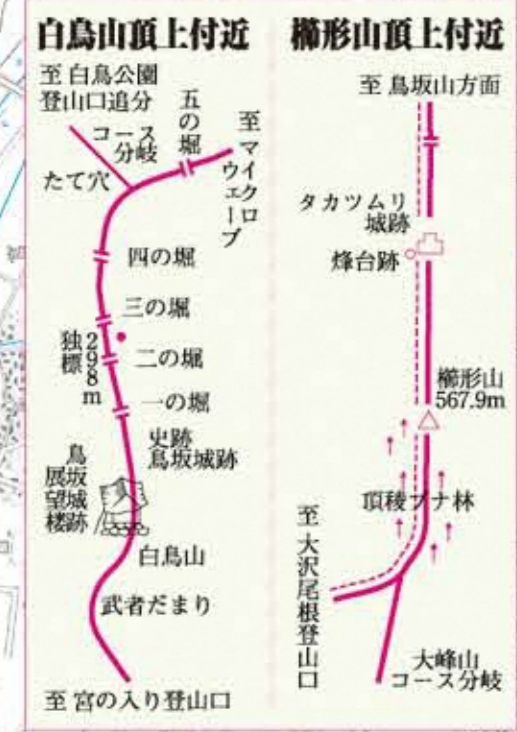 白鳥山頂上付近
至 白鳥公園
登山口追分
コース
分岐
五の堀
至 マイクロ
ウェーブ
たて穴
四の堀
三の堀
独標
298m
二の堀
一の堀
史跡
鳥坂城跡
鳥坂城跡
展望楼
白鳥山
武者だまり
至 宮の入り登山口
櫛形山頂上付近
至 鳥坂山方面
タカツムリ
城跡
烽台跡
櫛形山
567.9m
頂稜ブナ林
至 大沢尾根登山口
大峰山
コース分岐